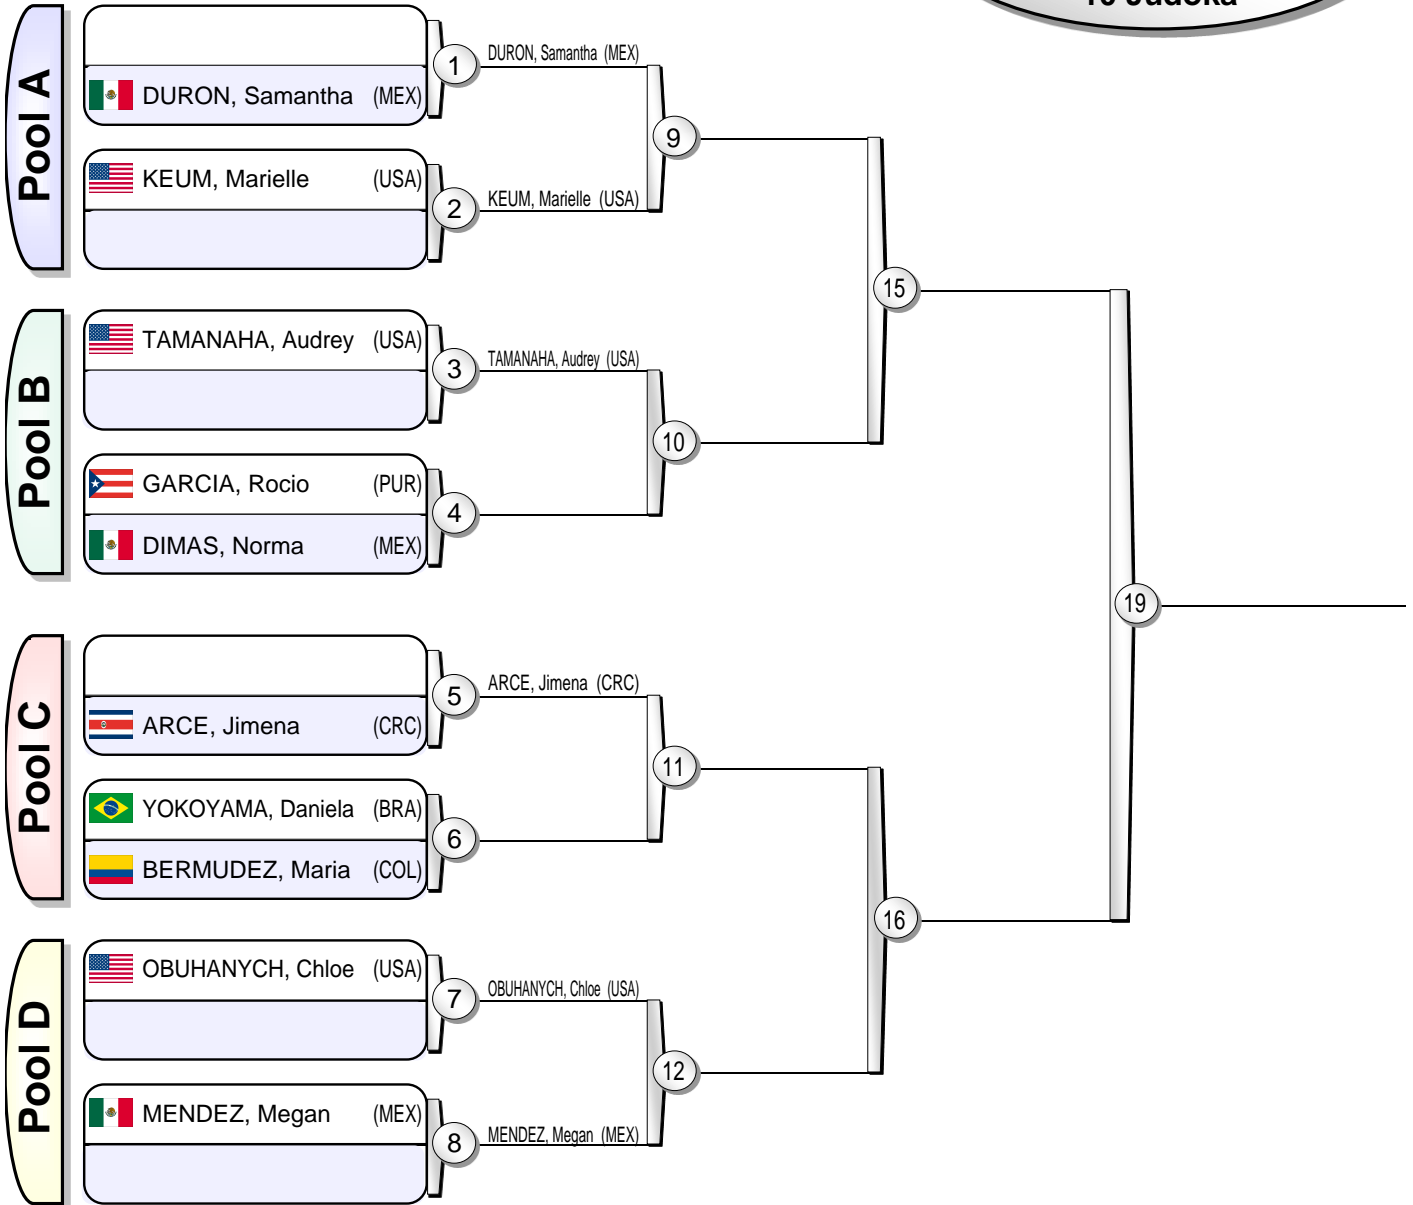 Pool A
DURON, Samantha (MEX)
KEUM, Marielle (USA)
1
2
DURON, Samantha (MEX)
KEUM, Marielle (USA)
9
Pool B
TAMANAHA, Audrey (USA)
GARCIA, Rocio (PUR)
DIMAS, Norma (MEX)
3
4
TAMANAHA, Audrey (USA)
10
15
Pool C
ARCE, Jimena (CRC)
YOKOYAMA, Daniela (BRA)
BERMUDEZ, Maria (COL)
5
6
ARCE, Jimena (CRC)
11
Pool D
OBUHANYCH, Chloe (USA)
MENDEZ, Megan (MEX)
7
8
OBUHANYCH, Chloe (USA)
MENDEZ, Megan (MEX)
12
16
19